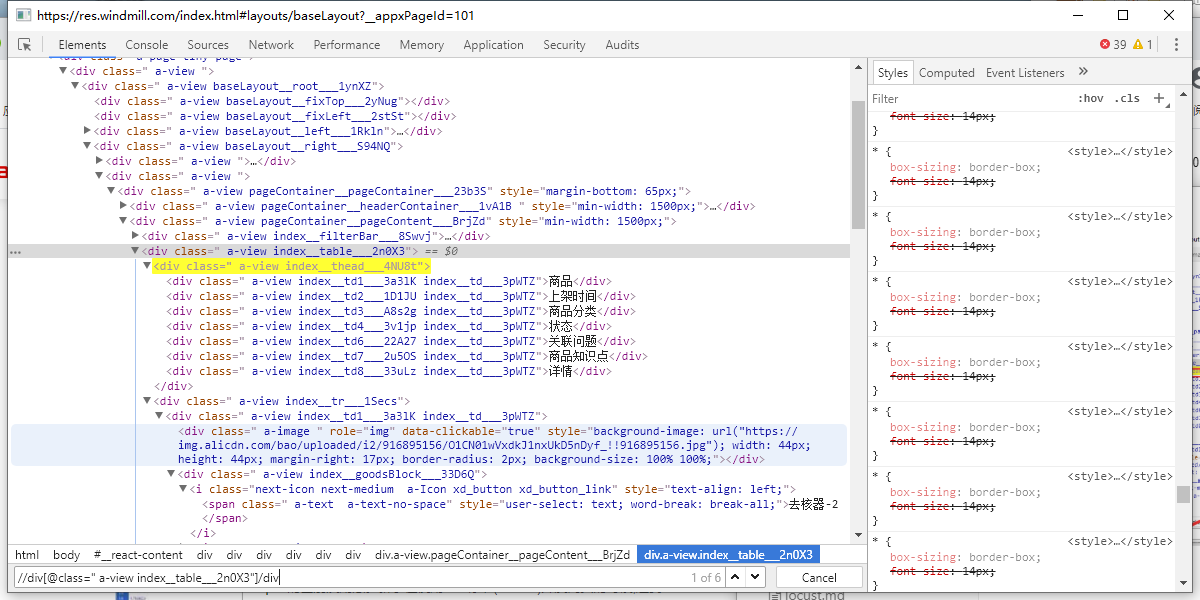 https://res.windmill.com/index.html#layouts/baseLayout?__appxPageId=101
Elements Console Sources Network Performance Memory Application Security Audits 39 1
<div class=" a-view ">
<div class=" a-view baseLayout__root___1ynXZ">
<div class=" a-view baseLayout__fixTop___2yNug"></div>
<div class=" a-view baseLayout__fixLeft___2stSt"></div>
<div class=" a-view baseLayout__left___1Rkln">…</div>
<div class=" a-view baseLayout__right___S94NQ">
<div class=" a-view ">…</div>
<div class=" a-view ">
<div class=" a-view pageContainer__pageContainer___23b3S" style="margin-bottom: 65px;">
<div class=" a-view pageContainer__headerContainer___1vA1B " style="min-width: 1500px;">…</div>
<div class=" a-view pageContainer__pageContent___BrjZd" style="min-width: 1500px;">
<div class=" a-view index__filterBar___8Swvj">…</div>
<div class=" a-view index__table___2n0X3"> == $0
<div class=" a-view index__thead___4NU8t">
<div class=" a-view index__td1___3a3lK index__td___3pWTZ">商品</div>
<div class=" a-view index__td2___1D1JU index__td___3pWTZ">上架时间</div>
<div class=" a-view index__td3___A8s2g index__td___3pWTZ">商品分类</div>
<div class=" a-view index__td4___3v1jp index__td___3pWTZ">状态</div>
<div class=" a-view index__td6___22A27 index__td___3pWTZ">关联问题</div>
<div class=" a-view index__td7___2u5OS index__td___3pWTZ">商品知识点</div>
<div class=" a-view index__td8___33uLz index__td___3pWTZ">详情</div>
</div>
<div class=" a-view index__tr___1Secs">
<div class=" a-view index__td1___3a3lK index__td___3pWTZ">
<div class=" a-image " role="img" data-clickable="true" style="background-image: url("https://
img.alicdn.com/bao/uploaded/i2/916895156/O1CN01wVxdkJ1nxUkD5nDyf_!!916895156.jpg"); width: 44px;
height: 44px; margin-right: 17px; border-radius: 2px; background-size: 100% 100%;"></div>
<div class=" a-view index__goodsBlock___33D6Q">
<i class="next-icon next-medium  a-Icon xd_button xd_button_link" style="text-align: left;">
<span class=" a-text  a-text-no-space" style="user-select: text; word-break: break-all;">去核器-2
</span>
</i>
html body #__react-content div div div div div div div.a-view.pageContainer__pageContent___BrjZd div.a-view.index__table___2n0X3
//div[@class=" a-view index__table___2n0X3"]/div 1 of 6 Cancel
Styles Computed Event Listeners »
Filter :hov .cls +
font-size: 14px;
}
* { <style>…</style>
box-sizing: border-box;
font-size: 14px;
}
* { <style>…</style>
box-sizing: border-box;
font-size: 14px;
}
* { <style>…</style>
box-sizing: border-box;
font-size: 14px;
}
* { <style>…</style>
box-sizing: border-box;
font-size: 14px;
}
* { <style>…</style>
box-sizing: border-box;
font-size: 14px;
}
* { <style>…</style>
box-sizing: border-box;
font-size: 14px;
}
* { <style>…</style>
box-sizing: border-box;
font-size: 14px;
}
locust.md